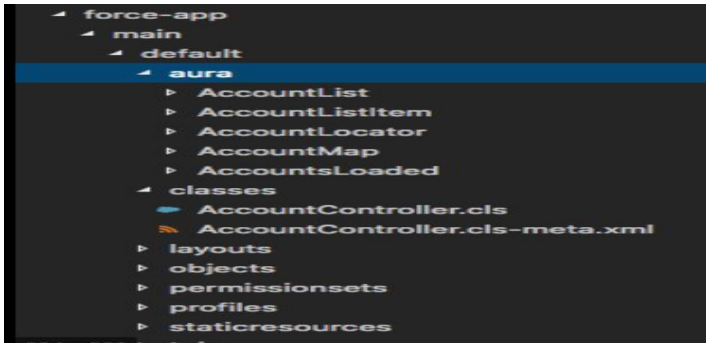 force-app
main
default
aura
AccountList
AccountListItem
AccountLocator
AccountMap
AccountsLoaded
classes
AccountController.cls
AccountController.cls-meta.xml
layouts
objects
permissionsets
profiles
staticresources